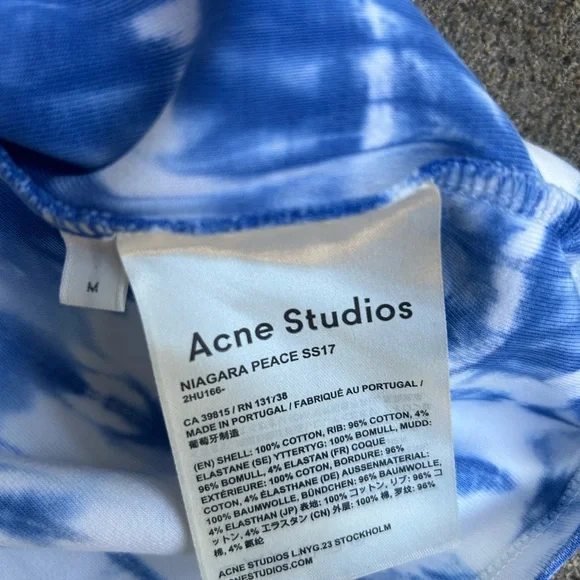 M
Acne Studios
NIAGARA PEACE SS17
2HU166-
CA 39815 / RN 131738
MADE IN PORTUGAL / FABRIQUÉ AU PORTUGAL /
葡萄牙制造
(EN) SHELL: 100% COTTON, RIB: 96% COTTON, 4%
ELASTANE (SE) YTTERTYG: 100% BOMULL, MUDD:
96% BOMULL, 4% ELASTAN (FR) COQUE
EXTÉRIEURE: 100% COTON, BORDURE: 96%
COTON, 4% ÉLASTHANE (DE) AUSSENMATERIAL:
100% BAUMWOLLE, BÜNDCHEN: 96% BAUMWOLLE,
4% ELASTHAN (JP) 表地: 100% コットン, リブ: 96% コ
ットン, 4% エラスタン (CN) 外層: 100% 棉, 罗纹: 96%
棉, 4% 氨纶
ACNE STUDIOS L.NYG.23 STOCKHOLM
ACNESTUDIOS.COM